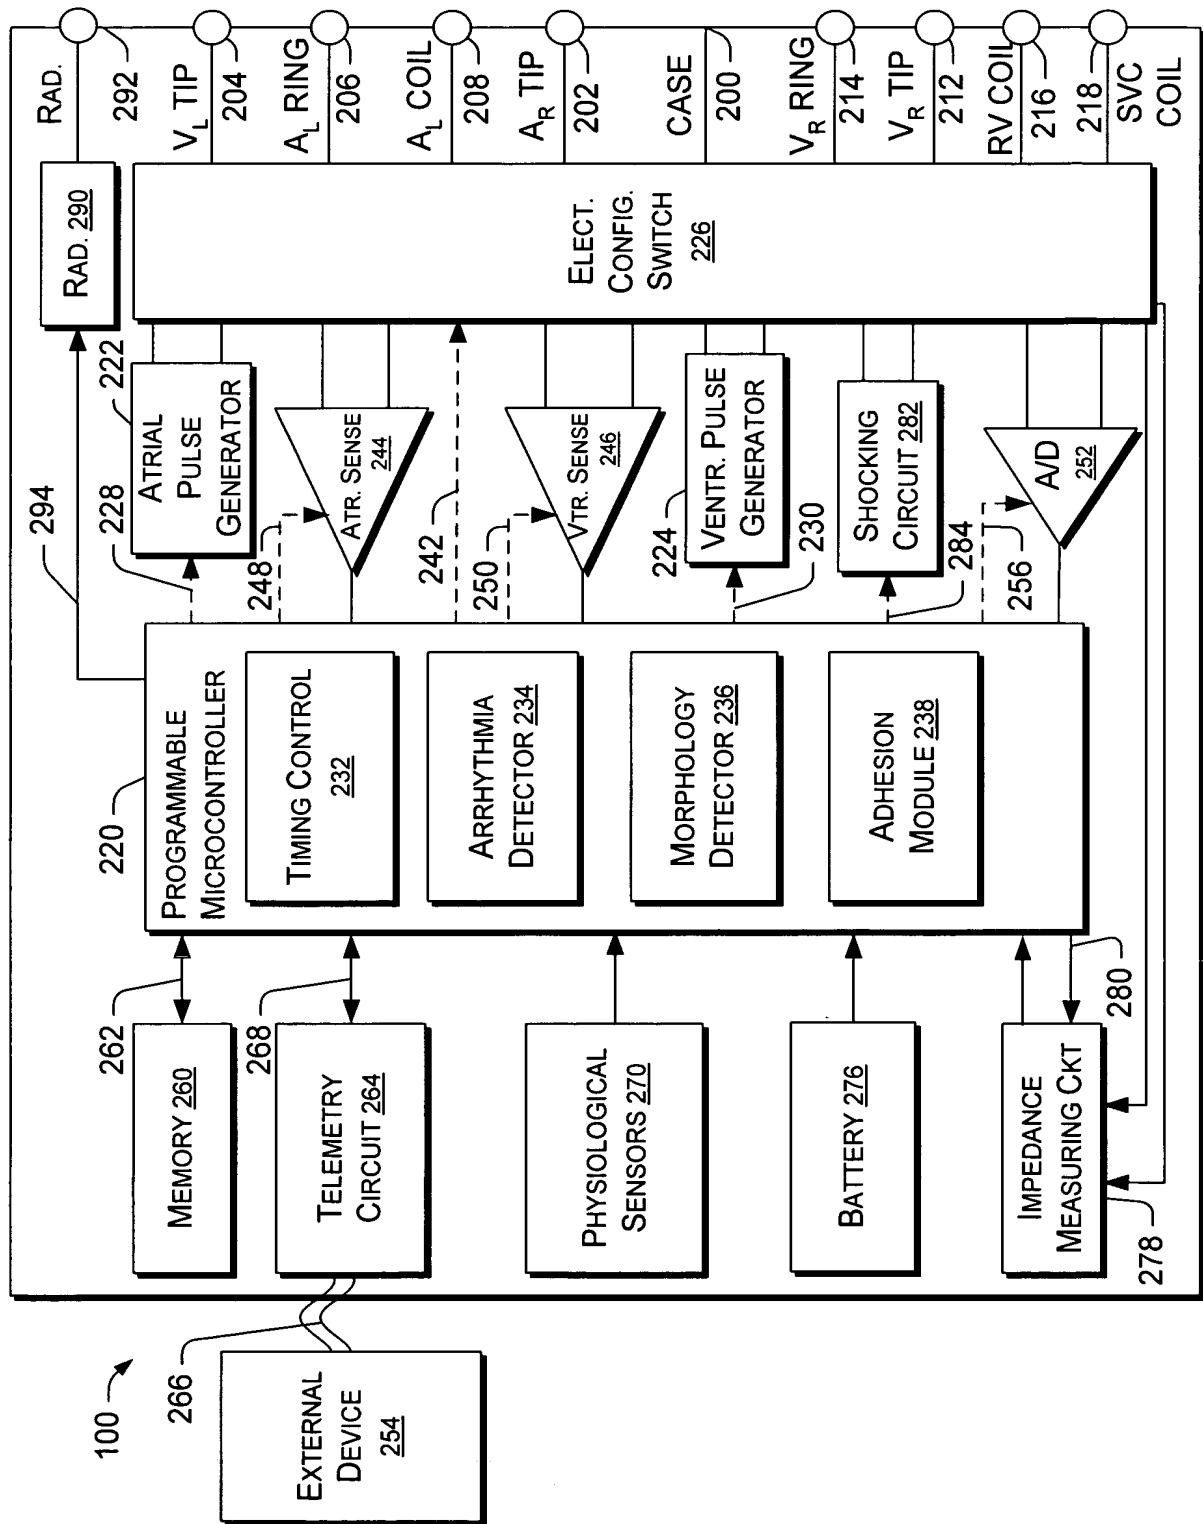 100
EXTERNAL
DEVICE
254
266
MEMORY 260
262
TELEMETRY
CIRCUIT 264
268
PHYSIOLOGICAL
SENSORS 270
BATTERY 276
IMPEDANCE
MEASURING CKT
278
280
220
PROGRAMMABLE
MICROCONTROLLER
TIMING CONTROL
232
ARRHYTHMIA
DETECTOR 234
MORPHOLOGY
DETECTOR 236
ADHESION
MODULE 238
294
228
222
ATRIAL
PULSE
GENERATOR
248
ATR. SENSE
244
242
250
VTR. SENSE
246
224
VENTR. PULSE
GENERATOR
230
SHOCKING
CIRCUIT 282
284
256
A/D
252
RAD. 290
ELECT.
CONFIG.
SWITCH
226
RAD.
292
VL TIP
204
AL RING
206
AL COIL
208
AR TIP
202
CASE
200
VR RING
214
VR TIP
212
RV COIL
216
218
SVC
COIL